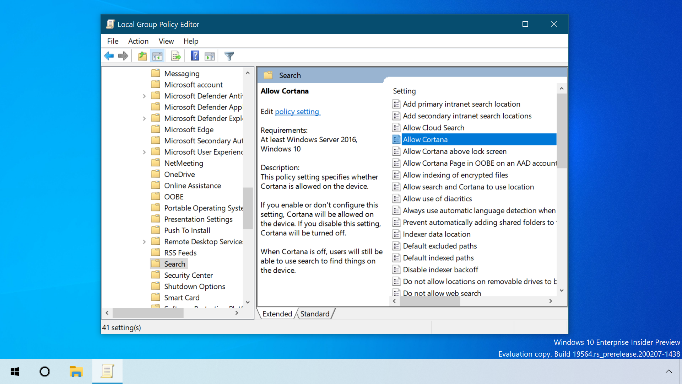 Local Group Policy Editor
File Action View Help
Messaging
Microsoft account
Microsoft Defender Anti
Microsoft Defender App
Microsoft Defender Expl
Microsoft Edge
Microsoft Secondary Aut
Microsoft User Experienc
NetMeeting
OneDrive
Online Assistance
OOBE
Portable Operating Syste
Presentation Settings
Push To Install
Remote Desktop Services
RSS Feeds
Search
Security Center
Shutdown Options
Smart Card
Search
Allow Cortana
Edit policy setting
Requirements:
At least Windows Server 2016,
Windows 10
Description:
This policy setting specifies whether
Cortana is allowed on the device.
If you enable or don't configure this
setting, Cortana will be allowed on
the device. If you disable this setting,
Cortana will be turned off.
When Cortana is off, users will still be
able to use search to find things on
the device.
Setting
Add primary intranet search location
Add secondary intranet search locations
Allow Cloud Search
Allow Cortana
Allow Cortana above lock screen
Allow Cortana Page in OOBE on an AAD account
Allow indexing of encrypted files
Allow search and Cortana to use location
Allow use of diacritics
Always use automatic language detection when
Prevent automatically adding shared folders to
Indexer data location
Default excluded paths
Default indexed paths
Disable indexer backoff
Do not allow locations on removable drives to b
Do not allow web search
Extended Standard
41 setting(s)
Windows 10 Enterprise Insider Preview
Evaluation copy. Build 19564.rs_prerelease.200207-1438